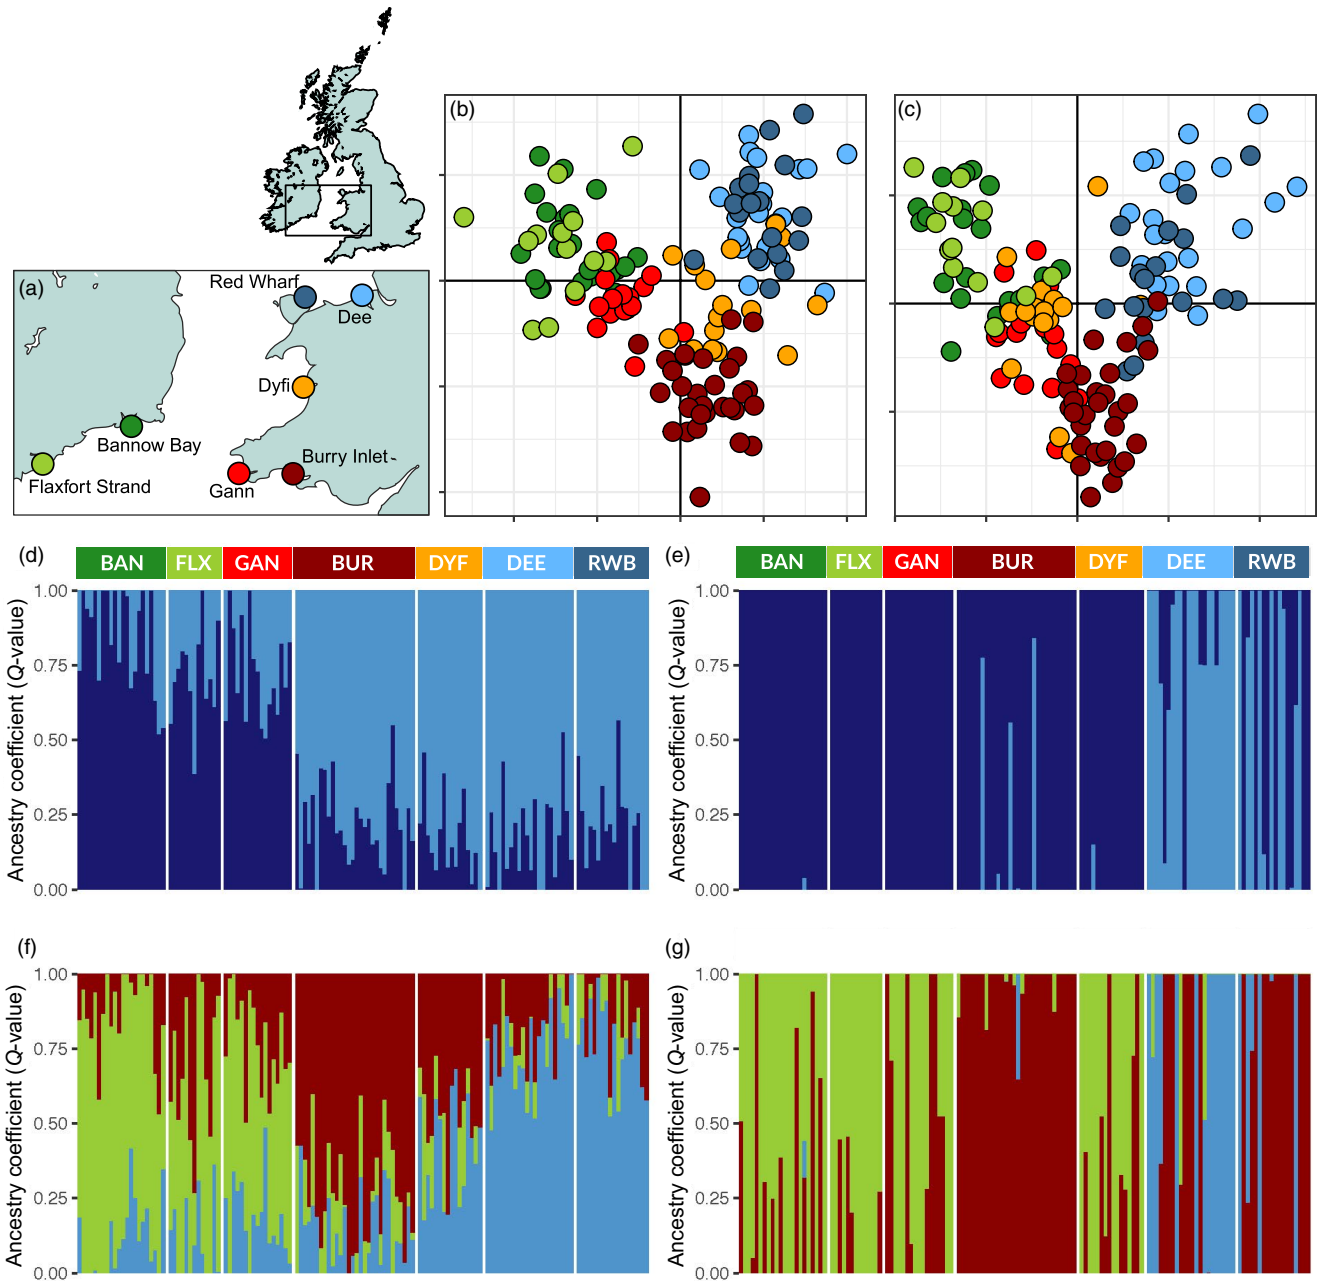 (a)
Red Wharf
Dee
Dyfi
Bannow Bay
Burry Inlet
Flaxfort Strand
Gann
(b)
(c)
(d)
BAN FLX GAN BUR DYF DEE RWB
Ancestry coefficient (Q-value)
1.00
0.75
0.50
0.25
0.00
(e)
BAN FLX GAN BUR DYF DEE RWB
Ancestry coefficient (Q-value)
1.00
0.75
0.50
0.25
0.00
(f)
Ancestry coefficient (Q-value)
1.00
0.75
0.50
0.25
0.00
(g)
Ancestry coefficient (Q-value)
1.00
0.75
0.50
0.25
0.00